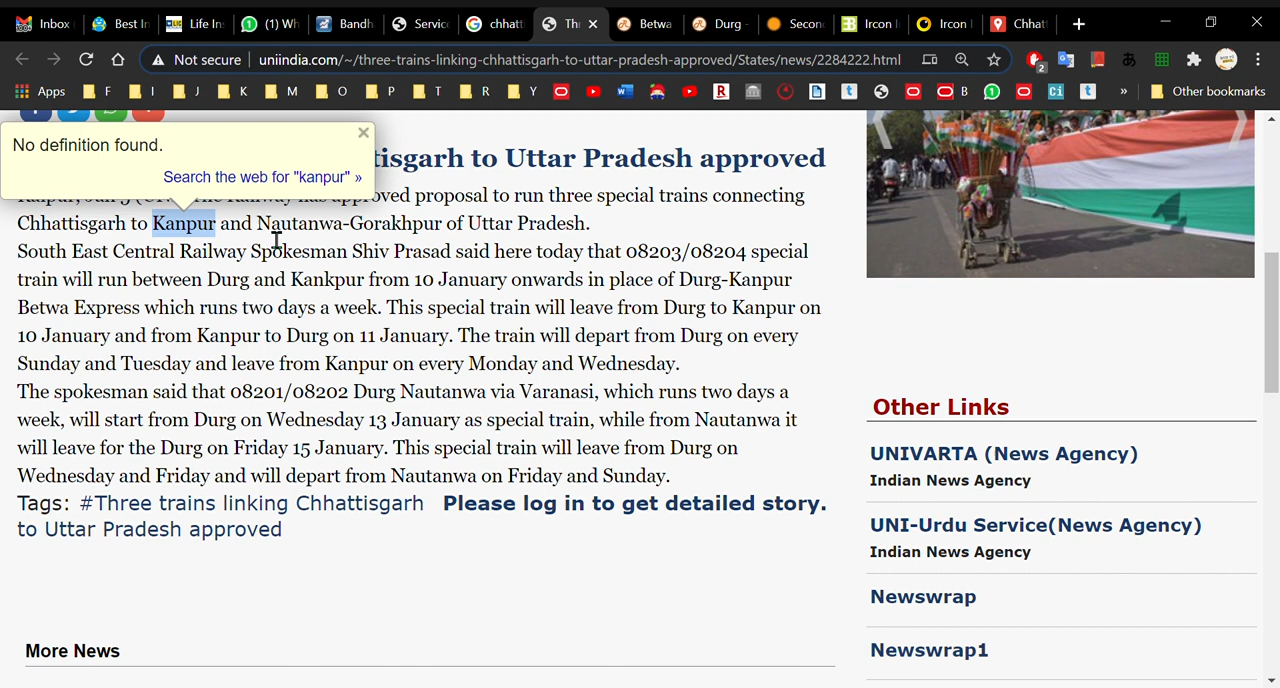 Inbox
Best In
Life In
(1) Wh
Bandh
Servic
chhatt
Th
Betwa
Durg -
Secon
Ircon I
Ircon
Chhat
Not secure
uniindia.com/~/three-trains-linking-chhattisgarh-to-uttar-pradesh-approved/States/news/2284222.html
2
Apps
F
I
J
K
M
O
P
T
R
Y
B
Other bookmarks
No definition found.
Search the web for "kanpur" »
tisgarh to Uttar Pradesh approved
oved proposal to run three special trains connecting
Chhattisgarh to Kanpur and Nautanwa-Gorakhpur of Uttar Pradesh.
South East Central Railway Spokesman Shiv Prasad said here today that 08203/08204 special
train will run between Durg and Kankpur from 10 January onwards in place of Durg-Kanpur
Betwa Express which runs two days a week. This special train will leave from Durg to Kanpur on
10 January and from Kanpur to Durg on 11 January. The train will depart from Durg on every
Sunday and Tuesday and leave from Kanpur on every Monday and Wednesday.
The spokesman said that 08201/08202 Durg Nautanwa via Varanasi, which runs two days a
week, will start from Durg on Wednesday 13 January as special train, while from Nautanwa it
will leave for the Durg on Friday 15 January. This special train will leave from Durg on
Wednesday and Friday and will depart from Nautanwa on Friday and Sunday.
Tags: #Three trains linking Chhattisgarh Please log in to get detailed story.
to Uttar Pradesh approved
More News
Other Links
UNIVARTA (News Agency)
Indian News Agency
UNI-Urdu Service(News Agency)
Indian News Agency
Newswrap
Newswrap1